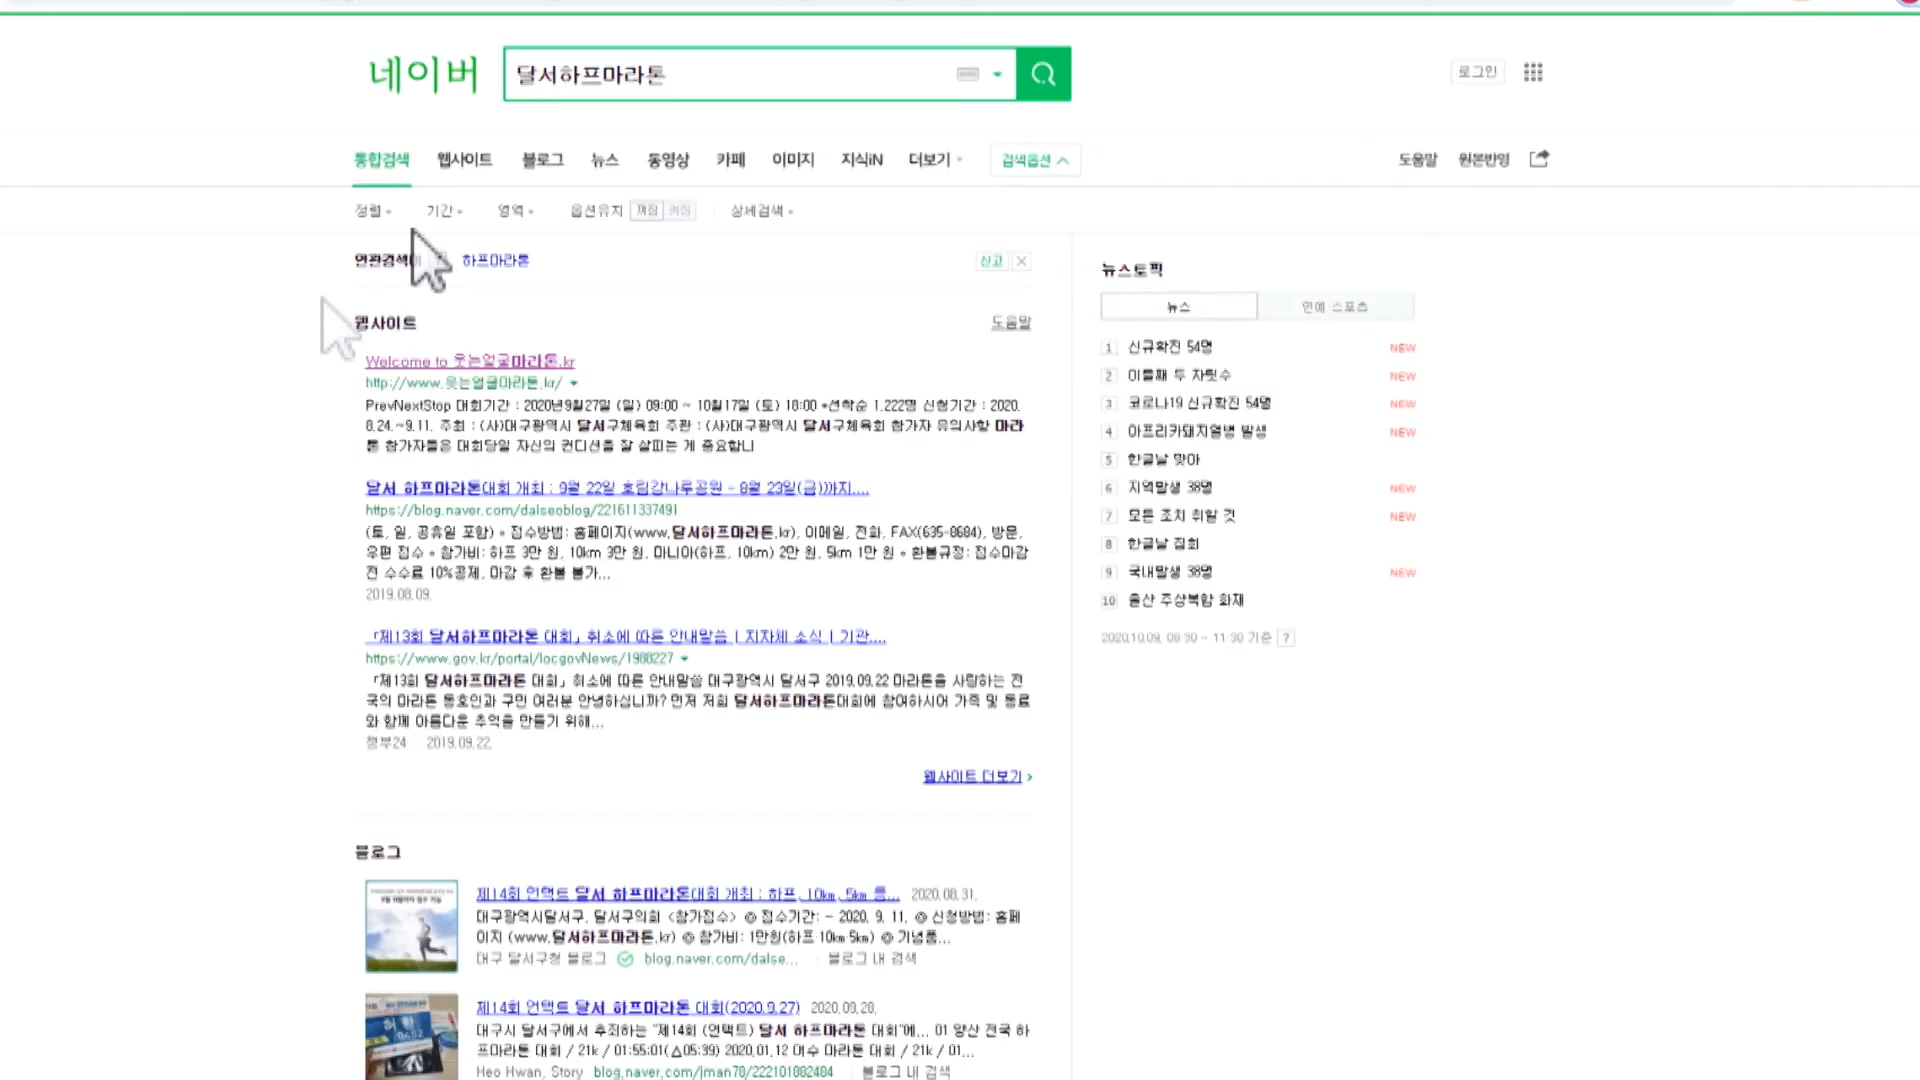 네이버
달서하프마라톤
로그인
통합검색 웹사이트 블로그 뉴스 동영상 카페 이미지 지식iN 더보기 검색옵션 도움말 원본반영
정렬 기간 영역 옵션유지 꺼짐 켜짐 상세검색
연관검색어 하프마라톤 신고
웹사이트 도움말
Welcome to 웃는얼굴마라톤.kr
http://www.웃는얼굴마라톤.kr/
PrevNextStop 대회기간 : 2020년9월27일 (일) 09:00 ~ 10월17일 (토) 18:00 *선착순 1,222명 신청기간 : 2020.
8.24.~9.11. 주최 : (사)대구광역시 달서구체육회 주관 : (사)대구광역시 달서구체육회 참가자 유의사항 마라
톤 참가자들은 대회당일 자신의 컨디션을 잘 살피는 게 중요합니
달서 하프마라톤대회 개최 : 9월 22일 호림강나루공원 - 8월 23일(금)까지....
https://blog.naver.com/dalseoblog/221611337491
(토, 일, 공휴일 포함) • 접수방법: 홈페이지(www.달서하프마라톤.kr), 이메일, 전화, FAX(635-8684), 방문,
우편 접수 • 참가비: 하프 3만 원, 10km 3만 원, 마니아(하프, 10km) 2만 원, 5km 1만 원 • 환불규정: 접수마감
전 수수료 10%공제, 마감 후 환불 불가...
2019.08.09.
「제13회 달서하프마라톤 대회」 취소에 따른 안내말씀 | 지자체 소식 | 기관....
https://www.gov.kr/portal/locgovNews/1988227
「제13회 달서하프마라톤 대회」 취소에 따른 안내말씀 대구광역시 달서구 2019.09.22 마라톤을 사랑하는 전
국의 마라톤 동호인과 구민 여러분 안녕하십니까? 먼저 저희 달서하프마라톤대회에 참여하시어 가족 및 동료
와 함께 아름다운 추억을 만들기 위해...
정부24 2019.09.22.
웹사이트 더보기
블로그
제14회 언택트 달서 하프마라톤대회 개최 : 하프, 10km, 5km 등... 2020.08.31.
대구광역시달서구, 달서구의회 <참가접수> ◎ 접수기간: ~ 2020. 9. 11. ◎ 신청방법: 홈페
이지 (www.달서하프마라톤.kr) ◎ 참가비: 1만원(하프 10km 5km) ◎ 기념품...
대구 달서구청 블로그 blog.naver.com/dalse... 블로그 내 검색
제14회 언택트 달서 하프마라톤 대회(2020.9.27) 2020.09.28.
대구시 달서구에서 주최하는 "제14회 (언택트) 달서 하프마라톤 대회"에... 01 양산 전국 하
프마라톤 대회 / 21k / 01:55:01(△05:39) 2020.01.12 여수 마라톤 대회 / 21k / 01...
Heo Hwan, Story blog.naver.com/jman78/222101882484 블로그 내 검색
뉴스토픽
뉴스 연예 스포츠
1 신규확진 54명 NEW
2 이틀째 두 자릿수 NEW
3 코로나19 신규확진 54명 NEW
4 아프리카돼지열병 발생 NEW
5 한글날 맞아
6 지역발생 38명 NEW
7 모든 조치 취할 것 NEW
8 한글날 집회
9 국내발생 38명 NEW
10 울산 주상복합 화재
2020.10.09. 08:30 ~ 11:30 기준 ?